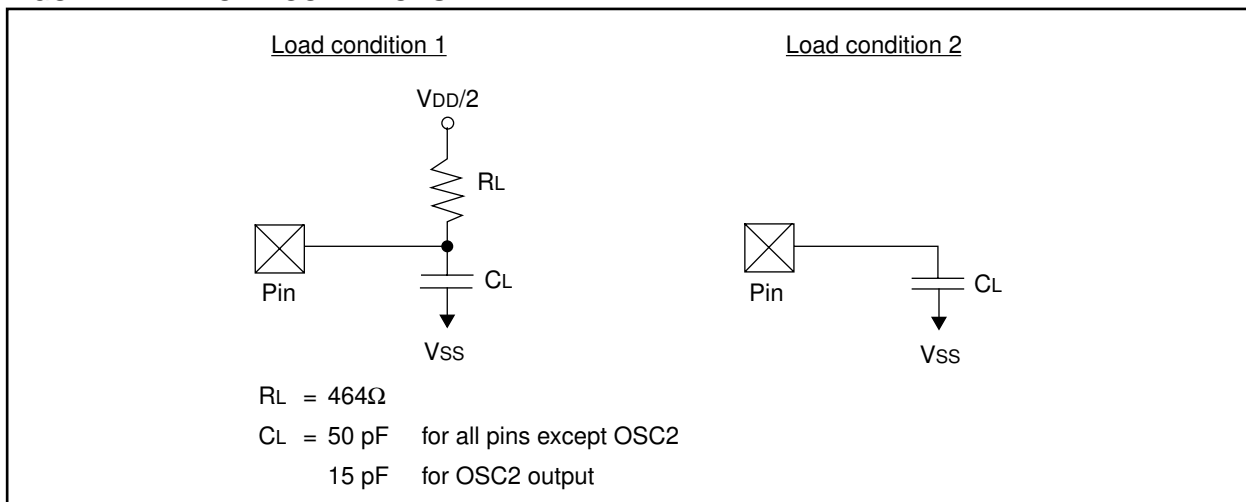 Load condition 1
Load condition 2
VDD/2
RL
Pin
CL
VSS
Pin
CL
VSS
RL = 464Ω
CL = 50 pF for all pins except OSC2
15 pF for OSC2 output